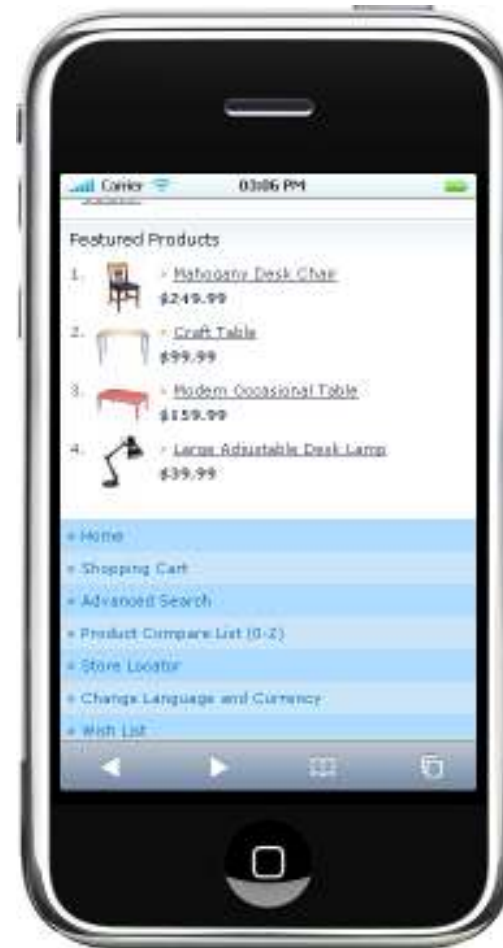 Carrier 03:06 PM
Featured Products
1. › Mahogany Desk Chair
$249.99
2. › Craft Table
$99.99
3. › Modern Occasional Table
$159.99
4. › Large Adjustable Desk Lamp
$39.99
» Home
» Shopping Cart
» Advanced Search
» Product Compare List (0-2)
» Store Locator
» Change Language and Currency
» Wish List